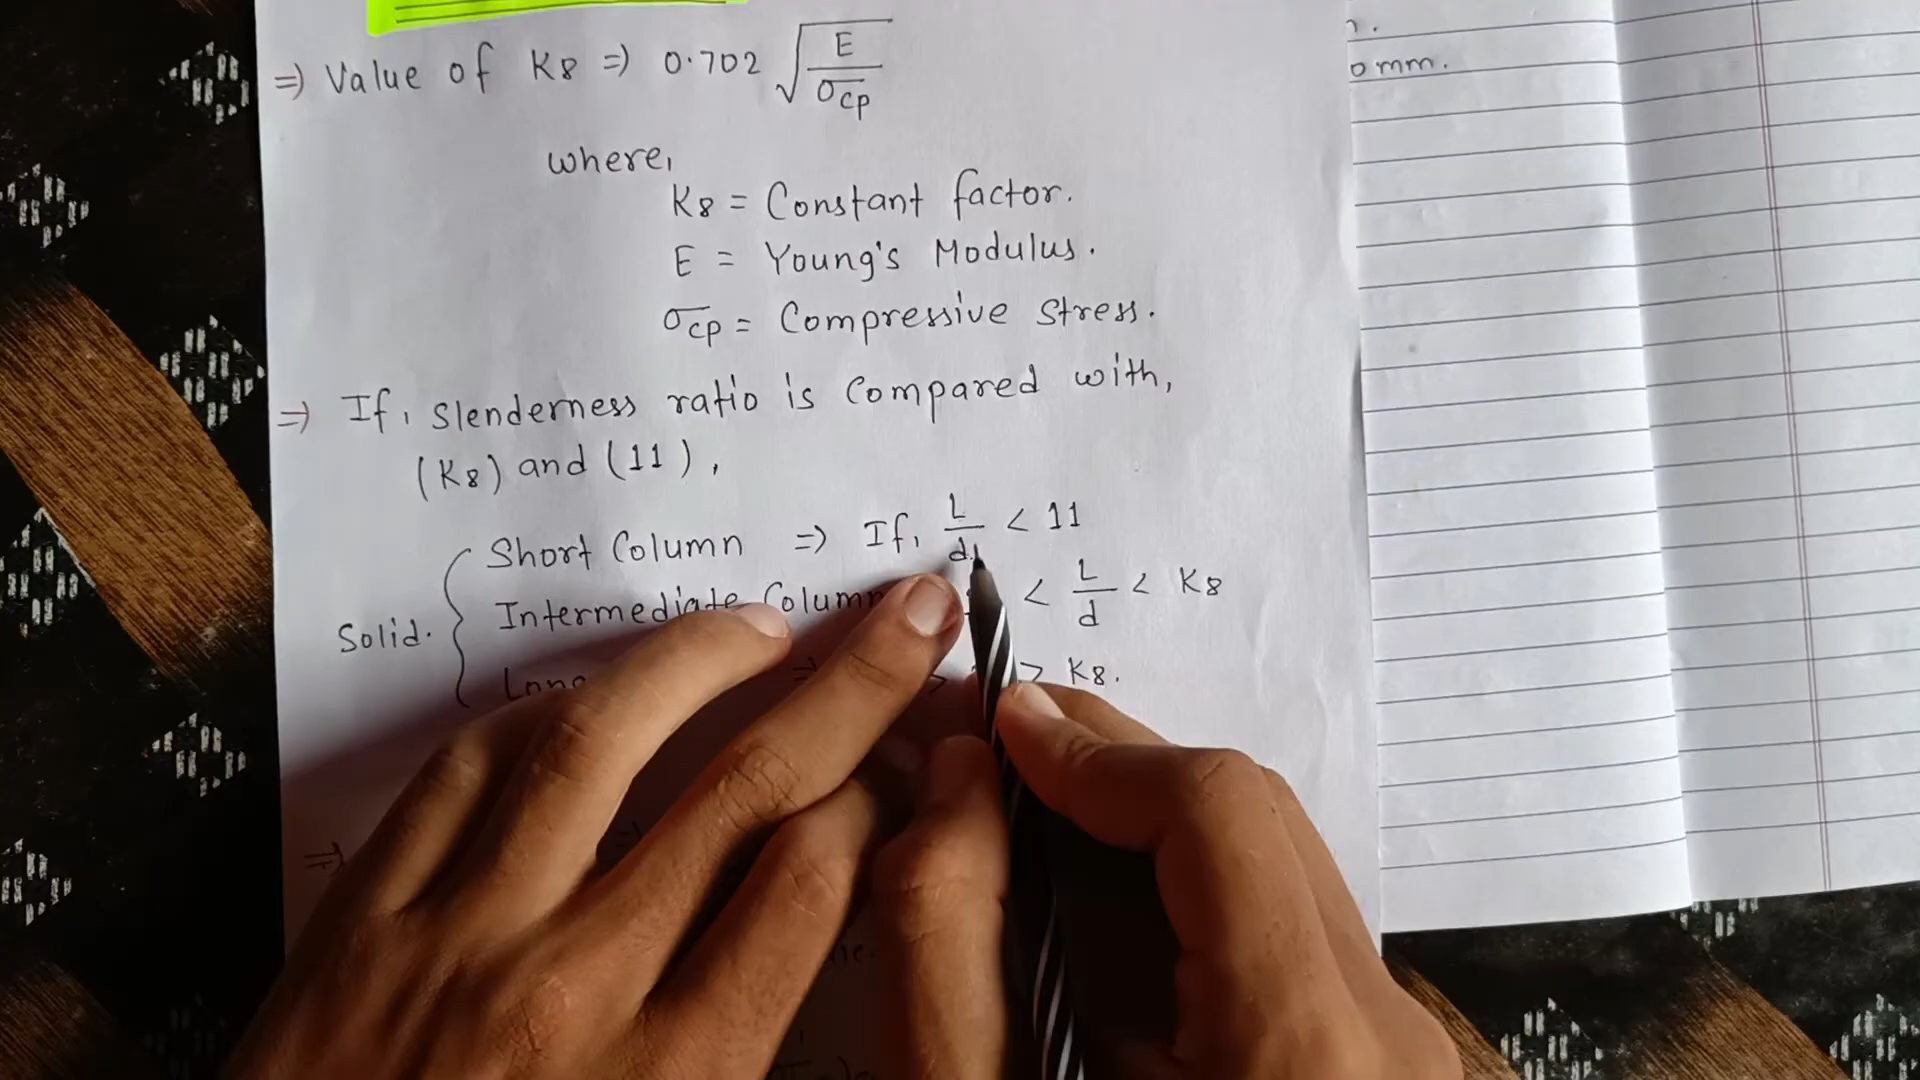 ⇒ Value of K8 ⇒ 0.702 √(E/σcp)
where,
K8 = Constant factor.
E = Young's Modulus.
σcp = Compressive Stress.
⇒ If, Slenderness ratio is Compared with,
(K8) and (11),
Short Column ⇒ If, L/d < 11
Solid.
Intermediate Column < L/d < K8
> K8.
mm.